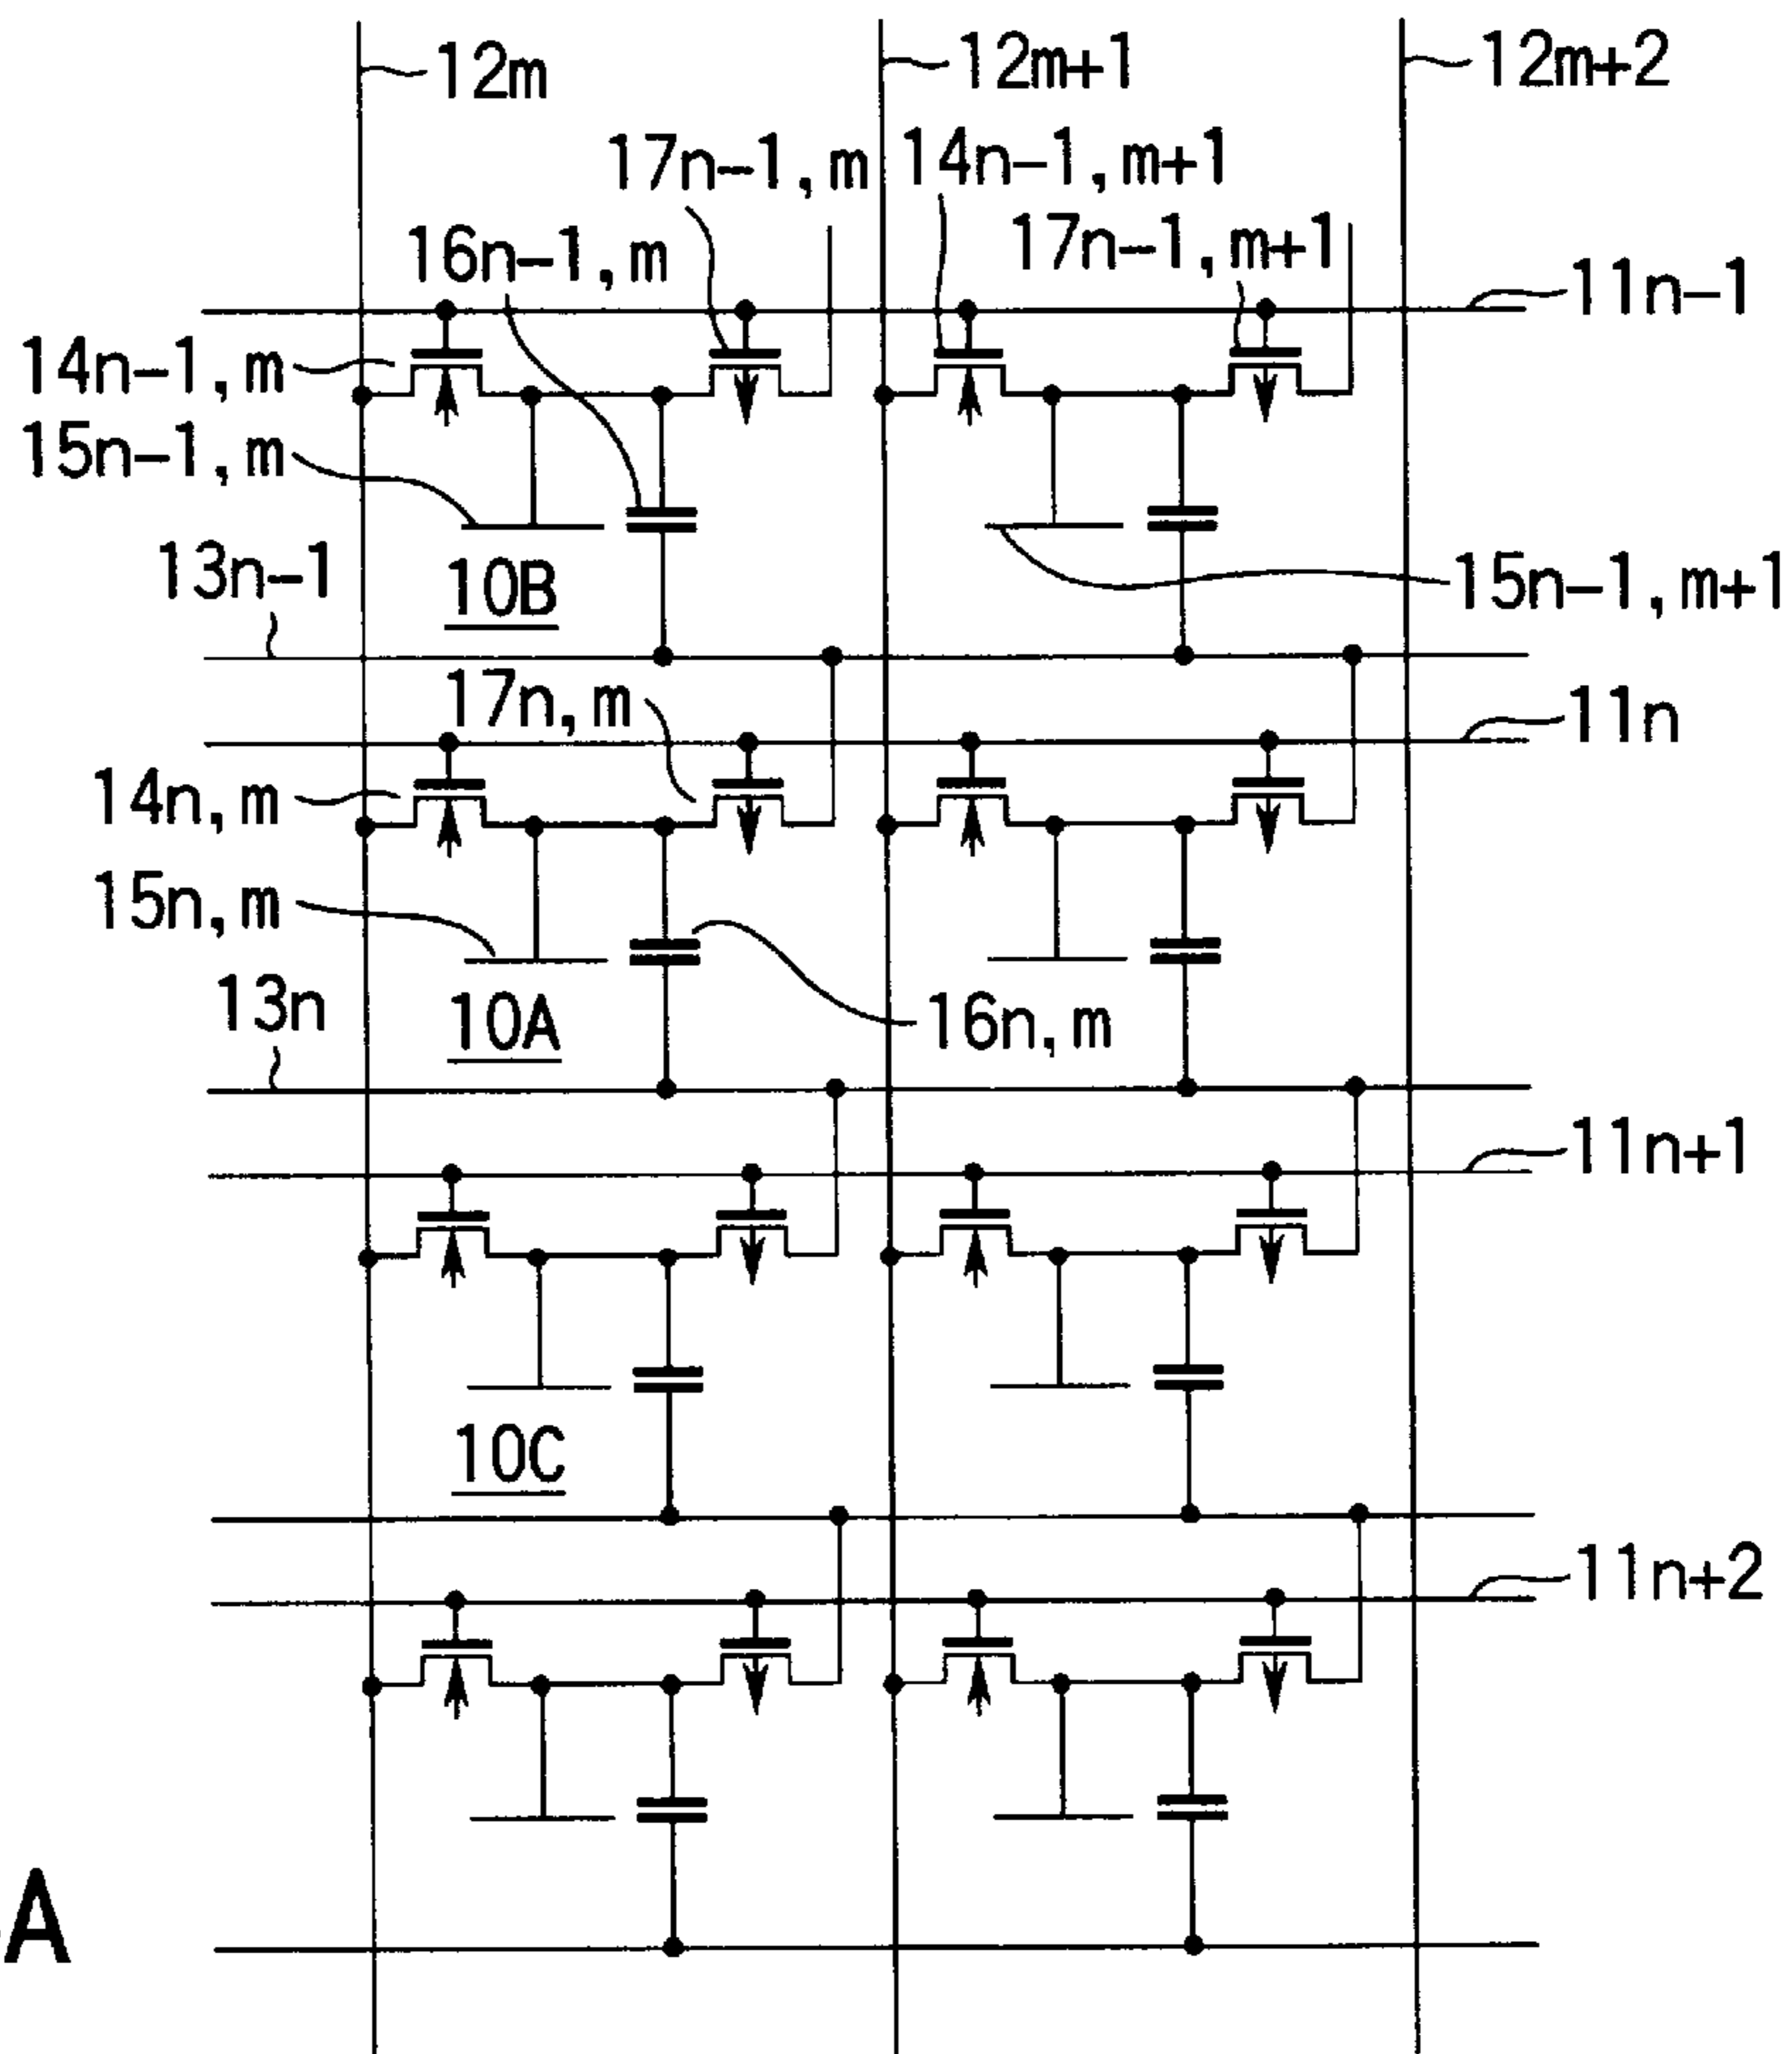 12m
12m+1
12m+2
17n-1,m
14n-1,m+1
16n-1,m
17n-1,m+1
11n-1
14n-1,m
15n-1,m
13n-1
10B
15n-1,m+1
17n,m
11n
14n,m
15n,m
13n
10A
16n,m
11n+1
10C
11n+2
A